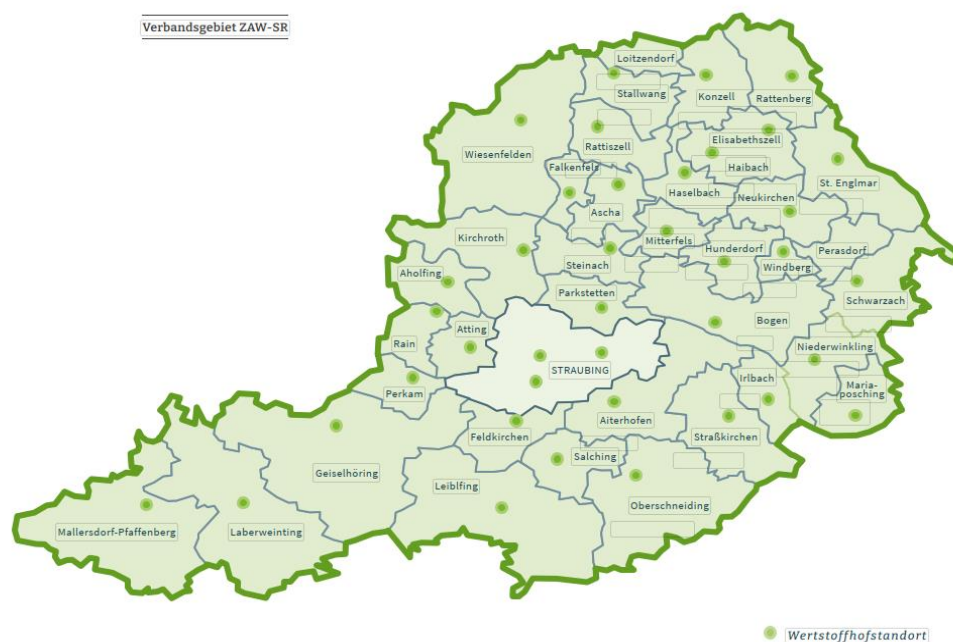 Verbandsgebiet ZAW-SR
Loitzendorf
Stallwang
Konzell
Rattenberg
Wiesenfelden
Rattiszell
Elisabethszell
Falkenfels
Haibach
St. Englmar
Haselbach
Neukirchen
Ascha
Kirchroth
Mitterfels
Hunderdorf
Perasdorf
Aholfing
Steinach
Windberg
Parkstetten
Schwarzach
Bogen
Atting
Rain
Niederwinkling
STRAUBING
Irlbach
Maria-
posching
Perkam
Feldkirchen
Aiterhofen
Straßkirchen
Salching
Geiselhöring
Leiblfing
Oberschneiding
Mallersdorf-Pfaffenberg
Laberweinting
Wertstoffhofstandort